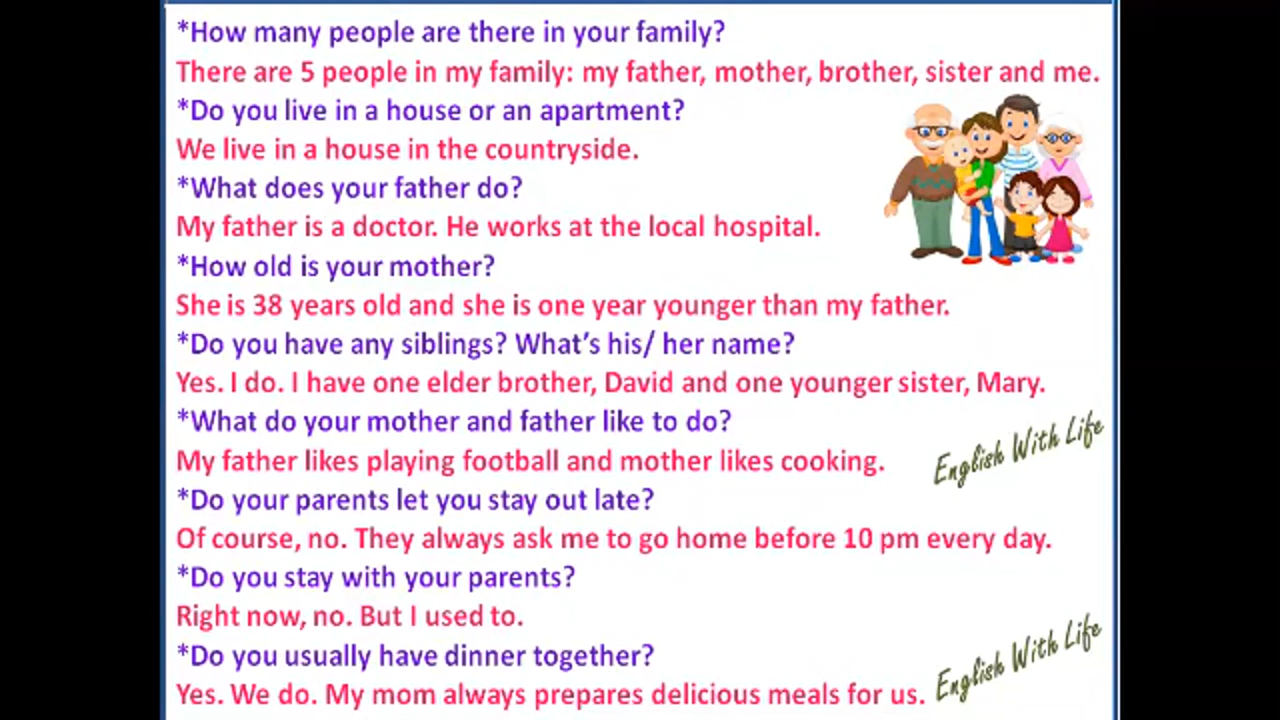 *How many people are there in your family?
There are 5 people in my family: my father, mother, brother, sister and me.
*Do you live in a house or an apartment?
We live in a house in the countryside.
*What does your father do?
My father is a doctor. He works at the local hospital.
*How old is your mother?
She is 38 years old and she is one year younger than my father.
*Do you have any siblings? What's his/ her name?
Yes. I do. I have one elder brother, David and one younger sister, Mary.
*What do your mother and father like to do?
My father likes playing football and mother likes cooking.
English With Life
*Do your parents let you stay out late?
Of course, no. They always ask me to go home before 10 pm every day.
*Do you stay with your parents?
Right now, no. But I used to.
*Do you usually have dinner together?
Yes. We do. My mom always prepares delicious meals for us.
English With Life